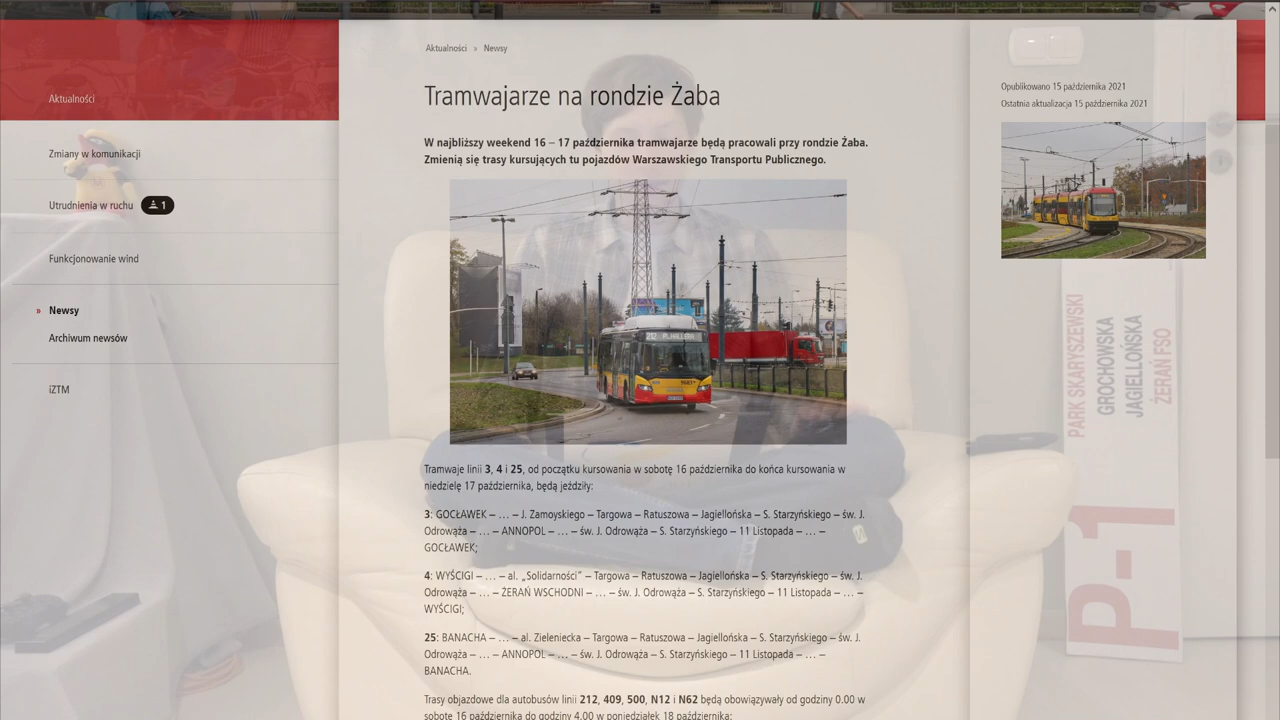 Aktualności » Newsy
Aktualności
Zmiany w komunikacji
Utrudnienia w ruchu 1
Funkcjonowanie wind
» Newsy
Archiwum newsów
iZTM
Tramwajarze na rondzie Żaba
W najbliższy weekend 16 – 17 października tramwajarze będą pracowali przy rondzie Żaba.
Zmienią się trasy kursujących tu pojazdów Warszawskiego Transportu Publicznego.
212 PL.HALLERA
Tramwaje linii 3, 4 i 25, od początku kursowania w sobotę 16 października do końca kursowania w
niedzielę 17 października, będą jeździły:
3: GOCŁAWEK – … – J. Zamoyskiego – Targowa – Ratuszowa – Jagiellońska – S. Starzyńskiego – św. J.
Odrowąża – … – ANNOPOL – … – św. J. Odrowąża – S. Starzyńskiego – 11 Listopada – … –
GOCŁAWEK;
4: WYŚCIGI – … – al. „Solidarności” – Targowa – Ratuszowa – Jagiellońska – S. Starzyńskiego – św. J.
Odrowąża – … – ŻERAŃ WSCHODNI – … – św. J. Odrowąża – S. Starzyńskiego – 11 Listopada – … –
WYŚCIGI;
25: BANACHA – … – al. Zieleniecka – Targowa – Ratuszowa – Jagiellońska – S. Starzyńskiego – św. J.
Odrowąża – … – ANNOPOL – … – św. J. Odrowąża – S. Starzyńskiego – 11 Listopada – … –
BANACHA.
Trasy objazdowe dla autobusów linii 212, 409, 500, N12 i N62 będą obowiązywały od godziny 0.00 w
sobotę 16 października do godziny 4.00 w poniedziałek 18 października:
Opublikowano 15 października 2021
Ostatnia aktualizacja 15 października 2021
PARK SKARYSZEWSKI
GROCHOWSKA
JAGIELLOŃSKA
ŻERAŃ FSO
P-1